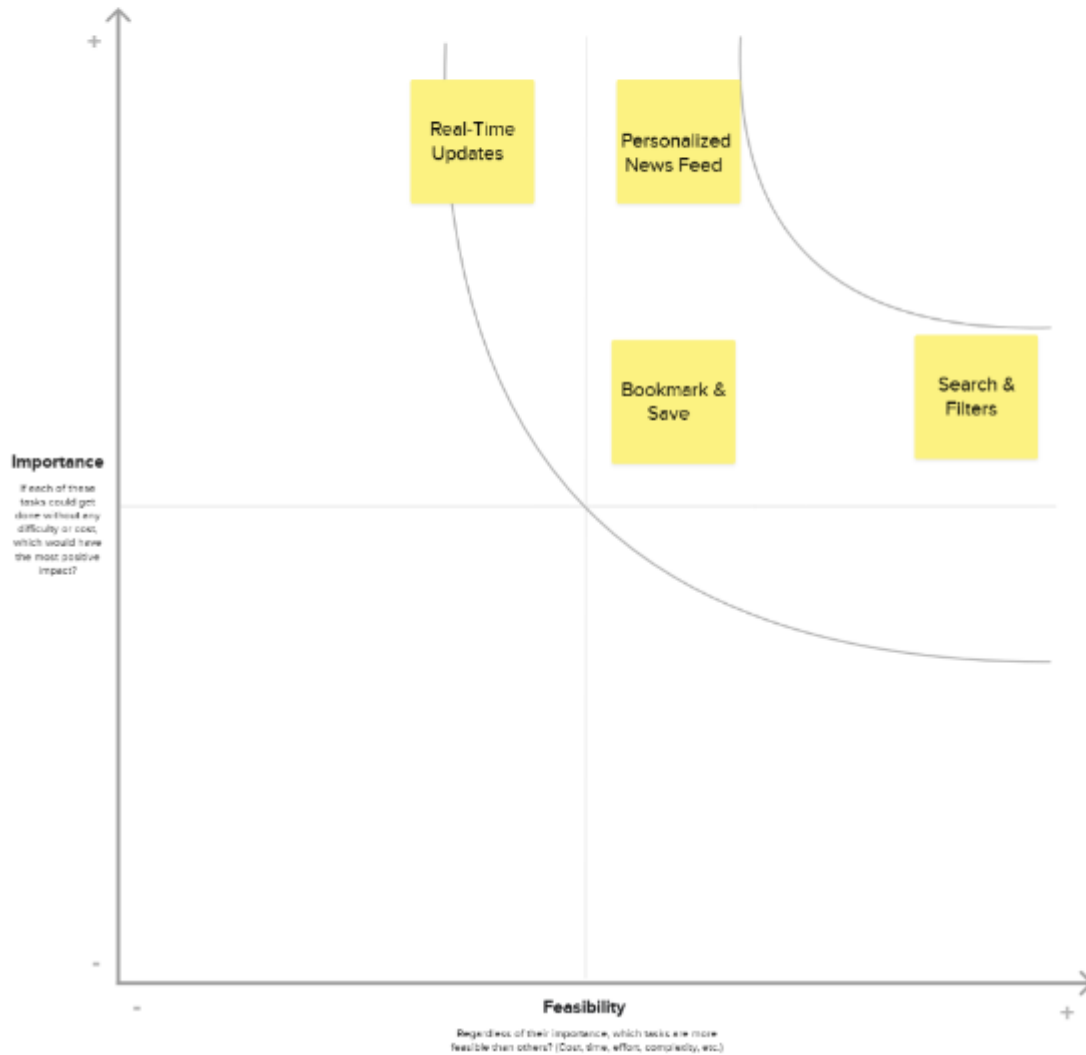 +
Real-Time
Updates
Personalized
News Feed
Bookmark &
Save
Search &
Filters
Importance
If each of these
tasks could get
done without any
difficulty or cost,
which would have
the most positive
impact?
-
-
Feasibility
+
Regardless of their importance, which tasks are more
feasible than others? (Cost, time, effort, complexity, etc.)